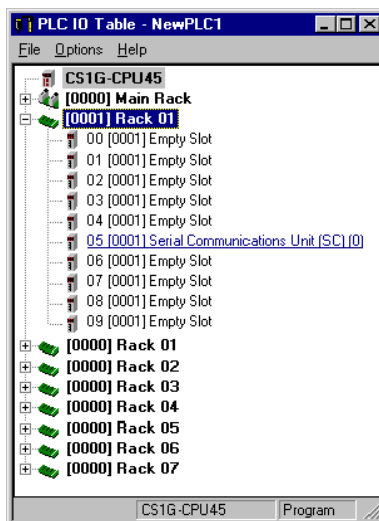 PLC IO Table - NewPLC1
File Options Help
CS1G-CPU45
[0000] Main Rack
[0001] Rack 01
00 [0001] Empty Slot
01 [0001] Empty Slot
02 [0001] Empty Slot
03 [0001] Empty Slot
04 [0001] Empty Slot
05 [0001] Serial Communications Unit (SC) [0]
06 [0001] Empty Slot
07 [0001] Empty Slot
08 [0001] Empty Slot
09 [0001] Empty Slot
[0000] Rack 01
[0000] Rack 02
[0000] Rack 03
[0000] Rack 04
[0000] Rack 05
[0000] Rack 06
[0000] Rack 07
CS1G-CPU45 Program